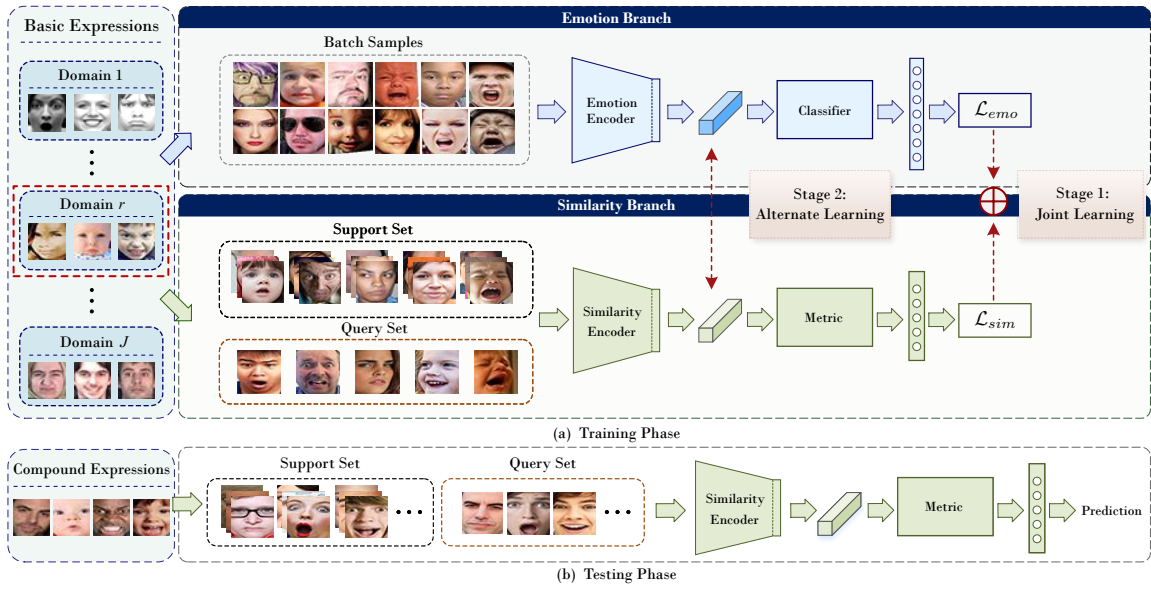 Basic Expressions
Domain 1
Domain r
Domain J
Emotion Branch
Batch Samples
Emotion
Encoder
Classifier
ℒemo
Stage 2:
Alternate Learning
Stage 1:
Joint Learning
Similarity Branch
Support Set
Query Set
Similarity
Encoder
Metric
ℒsim
(a) Training Phase
Compound Expressions
Support Set
Query Set
Similarity
Encoder
Metric
Prediction
(b) Testing Phase